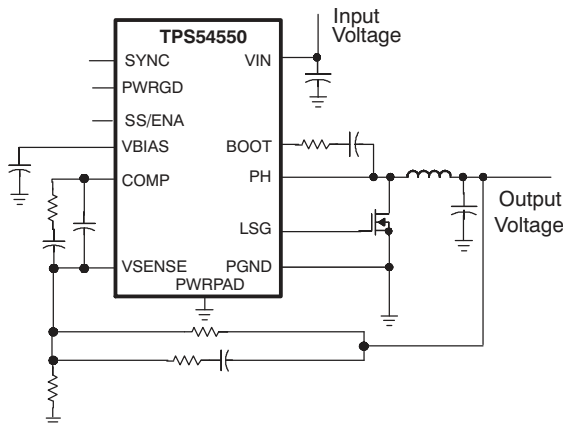 Input
Voltage
TPS54550
SYNC
VIN
PWRGD
SS/ENA
VBIAS
BOOT
COMP
PH
Output
Voltage
LSG
VSENSE
PGND
PWRPAD